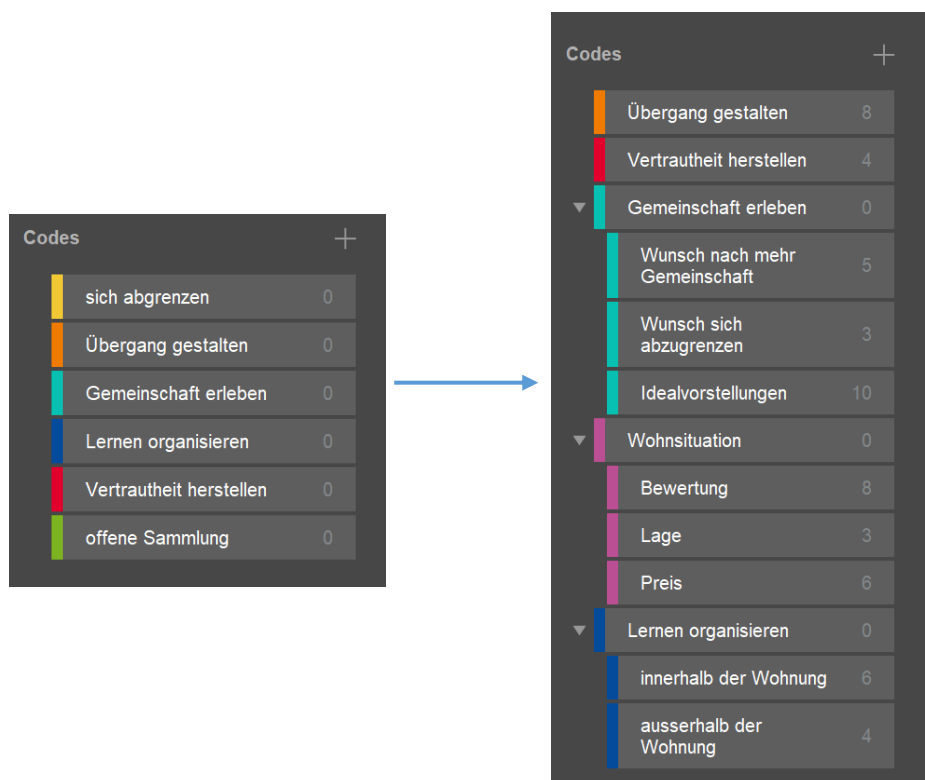 Codes
sich abgrenzen 0
Übergang gestalten 0
Gemeinschaft erleben 0
Lernen organisieren 0
Vertrautheit herstellen 0
offene Sammlung 0
Codes
Übergang gestalten 8
Vertrautheit herstellen 4
Gemeinschaft erleben 0
Wunsch nach mehr
Gemeinschaft 5
Wunsch sich
abzugrenzen 3
Idealvorstellungen 10
Wohnsituation 0
Bewertung 8
Lage 3
Preis 6
Lernen organisieren 0
innerhalb der Wohnung 6
ausserhalb der
Wohnung 4